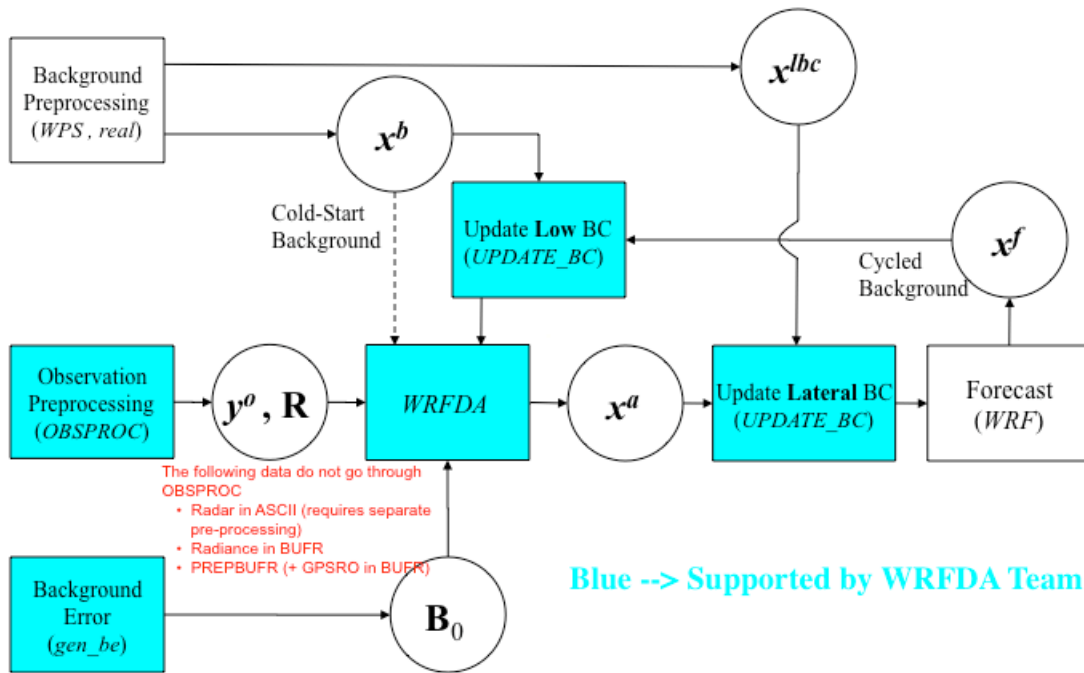 Background
Preprocessing
(WPS , real)
x^b
x^lbc
Cold-Start
Background
Update Low BC
(UPDATE_BC)
x^f
Cycled
Background
Observation
Preprocessing
(OBSPROC)
y^o , R
WRFDA
x^a
Update Lateral BC
(UPDATE_BC)
Forecast
(WRF)
The following data do not go through
OBSPROC
• Radar in ASCII (requires separate
pre-processing)
• Radiance in BUFR
• PREPBUFR (+ GPSRO in BUFR)
Background
Error
(gen_be)
B_0
Blue --> Supported by WRFDA Team